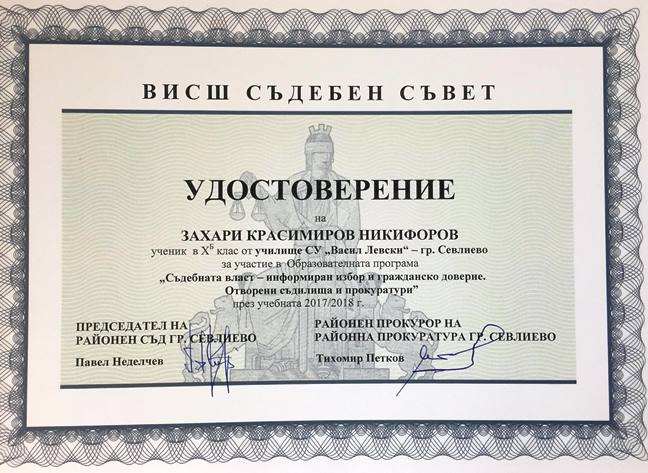 ВИСШ СЪДЕБЕН СЪВЕТ
УДОСТОВЕРЕНИЕ
на
ЗАХАРИ КРАСИМИРОВ НИКИФОРОВ
ученик в Х^Б клас от училище СУ „Васил Левски“ – гр. Севлиево
за участие в Образователната програма
„Съдебната власт – информиран избор и гражданско доверие.
Отворени съдилища и прокуратури”
през учебната 2017/2018 г.
ПРЕДСЕДАТЕЛ НА
РАЙОНЕН СЪД ГР. СЕВЛИЕВО
Павел Неделчев
РАЙОНЕН ПРОКУРОР НА
РАЙОННА ПРОКУРАТУРА ГР. СЕВЛИЕВО
Тихомир Петков